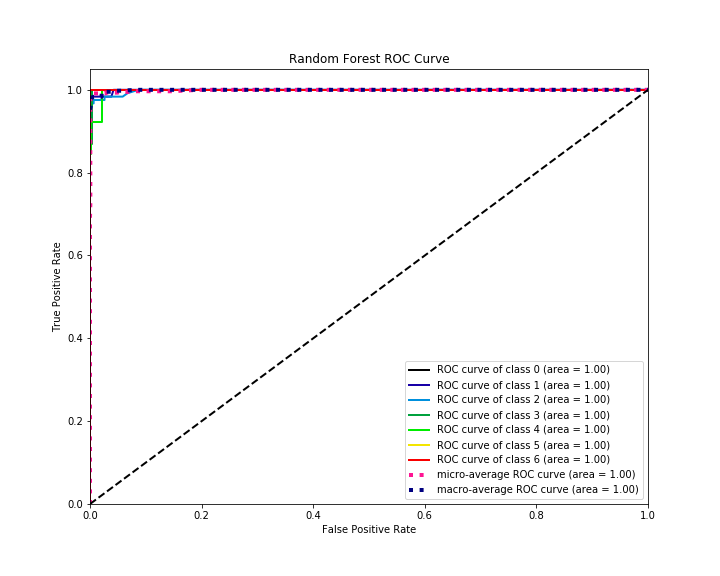 Random Forest ROC Curve
True Positive Rate
1.0
0.8
0.6
0.4
0.2
0.0
ROC curve of class 0 (area = 1.00)
ROC curve of class 1 (area = 1.00)
ROC curve of class 2 (area = 1.00)
ROC curve of class 3 (area = 1.00)
ROC curve of class 4 (area = 1.00)
ROC curve of class 5 (area = 1.00)
ROC curve of class 6 (area = 1.00)
micro-average ROC curve (area = 1.00)
macro-average ROC curve (area = 1.00)
0.0 0.2 0.4 0.6 0.8 1.0
False Positive Rate